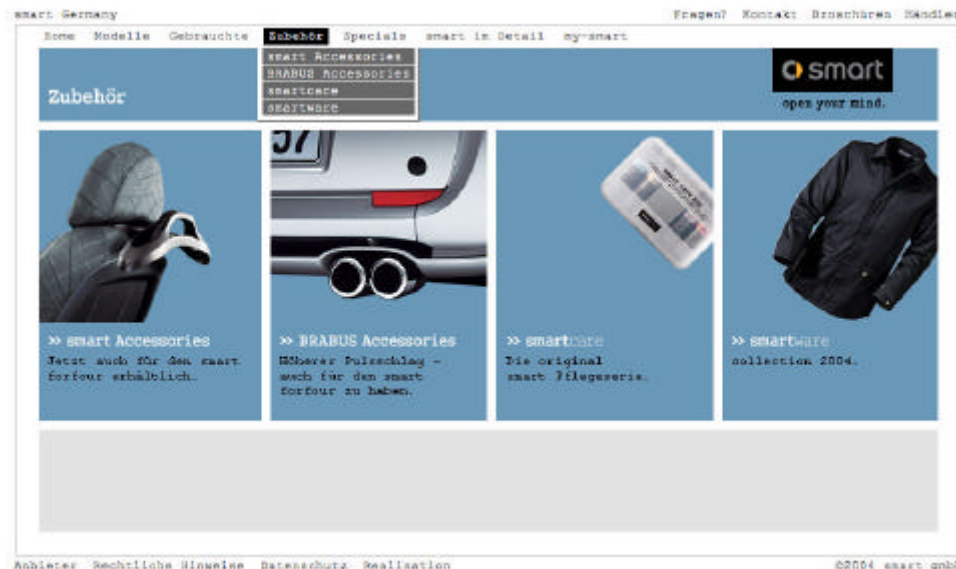 smart Germany
Fragen? Kontakt Broschüren Händler
Home Modelle Gebrauchte Zubehör Specials smart im Detail my-smart
smart Accessories
BRABUS Accessories
smartcare
smartware
Zubehör
smart
open your mind.
57
>> smart Accessories
Jetzt auch für den smart
forfour erhältlich.
>> BRABUS Accessories
Höherer Pulsschlag –
auch für den smart
forfour zu haben.
>> smartcare
Die original
smart Pflegeserie.
>> smartware
collection 2004.
Anbieter Rechtliche Hinweise Datenschutz Realisation
©2004 smart gmbh